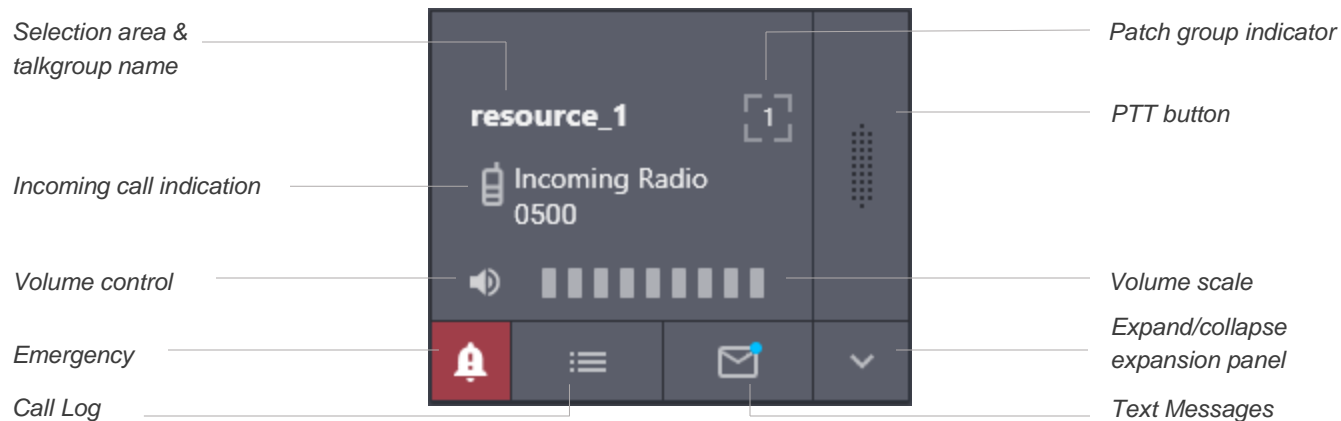 Selection area &
talkgroup name
Patch group indicator
resource_1
1
PTT button
Incoming call indication
Incoming Radio
0500
Volume control
Volume scale
Emergency
Expand/collapse
expansion panel
Call Log
Text Messages